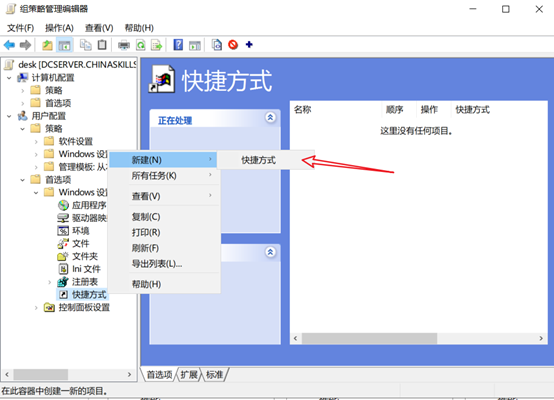 组策略管理编辑器
文件(F) 操作(A) 查看(V) 帮助(H)
desk [DCSERVER.CHINASKILLS
计算机配置
策略
首选项
用户配置
策略
软件设置
Windows 设
管理模板: 从
首选项
Windows 设
应用程序
驱动器映
环境
文件
文件夹
Ini 文件
注册表
快捷方式
控制面板设置
快捷方式
正在处理
名称 顺序 操作 快捷方式
这里没有任何项目。
新建(N)
所有任务(K)
查看(V)
复制(C)
打印(R)
刷新(F)
导出列表(L)...
帮助(H)
快捷方式
首选项 扩展 标准
在此容器中创建一新的项目。